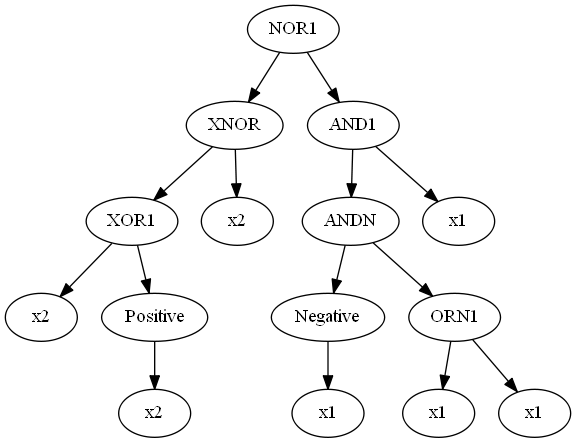 NOR1
XNOR
AND1
XOR1
x2
ANDN
x1
x2
Positive
Negative
ORN1
x2
x1
x1
x1